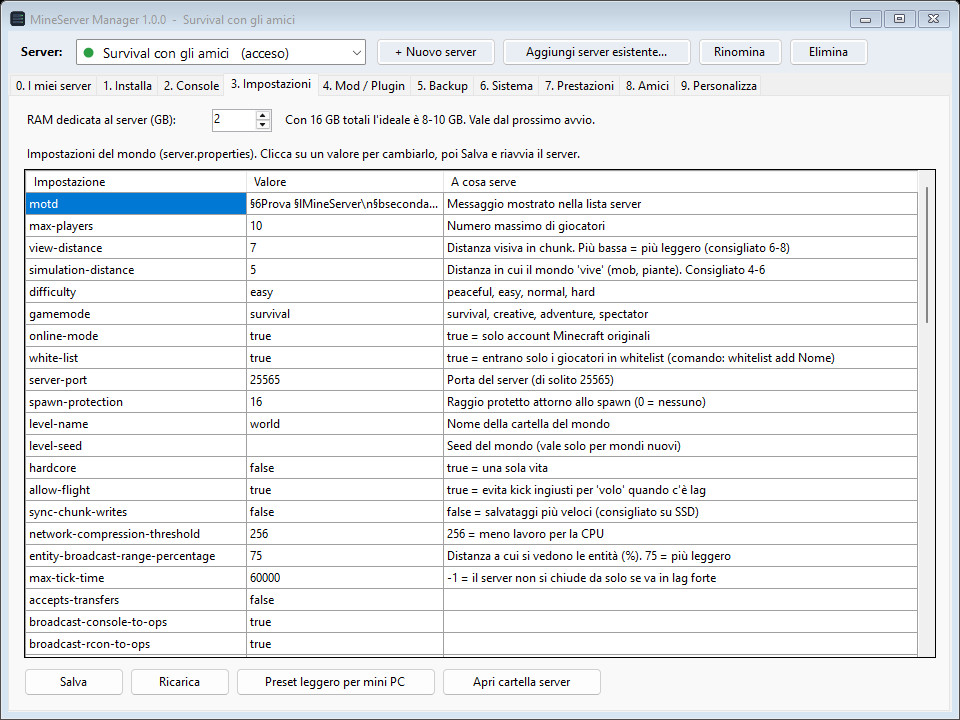 MineServer Manager 1.0.0 - Survival con gli amici
Server: Survival con gli amici (acceso) + Nuovo server Aggiungi server esistente... Rinomina Elimina
0. I miei server 1. Installa 2. Console 3. Impostazioni 4. Mod / Plugin 5. Backup 6. Sistema 7. Prestazioni 8. Amici 9. Personalizza
RAM dedicata al server (GB): 2 Con 16 GB totali l'ideale è 8-10 GB. Vale dal prossimo avvio.
Impostazioni del mondo (server.properties). Clicca su un valore per cambiarlo, poi Salva e riavvia il server.
Impostazione Valore A cosa serve
motd §6Prova §lMineServer\n§bseconda... Messaggio mostrato nella lista server
max-players 10 Numero massimo di giocatori
view-distance 7 Distanza visiva in chunk. Più bassa = più leggero (consigliato 6-8)
simulation-distance 5 Distanza in cui il mondo 'vive' (mob, piante). Consigliato 4-6
difficulty easy peaceful, easy, normal, hard
gamemode survival survival, creative, adventure, spectator
online-mode true true = solo account Minecraft originali
white-list true true = entrano solo i giocatori in whitelist (comando: whitelist add Nome)
server-port 25565 Porta del server (di solito 25565)
spawn-protection 16 Raggio protetto attorno allo spawn (0 = nessuno)
level-name world Nome della cartella del mondo
level-seed Seed del mondo (vale solo per mondi nuovi)
hardcore false true = una sola vita
allow-flight true true = evita kick ingiusti per 'volo' quando c'è lag
sync-chunk-writes false false = salvataggi più veloci (consigliato su SSD)
network-compression-threshold 256 256 = meno lavoro per la CPU
entity-broadcast-range-percentage 75 Distanza a cui si vedono le entità (%). 75 = più leggero
max-tick-time 60000 -1 = il server non si chiude da solo se va in lag forte
accepts-transfers false
broadcast-console-to-ops true
broadcast-rcon-to-ops true
Salva Ricarica Preset leggero per mini PC Apri cartella server